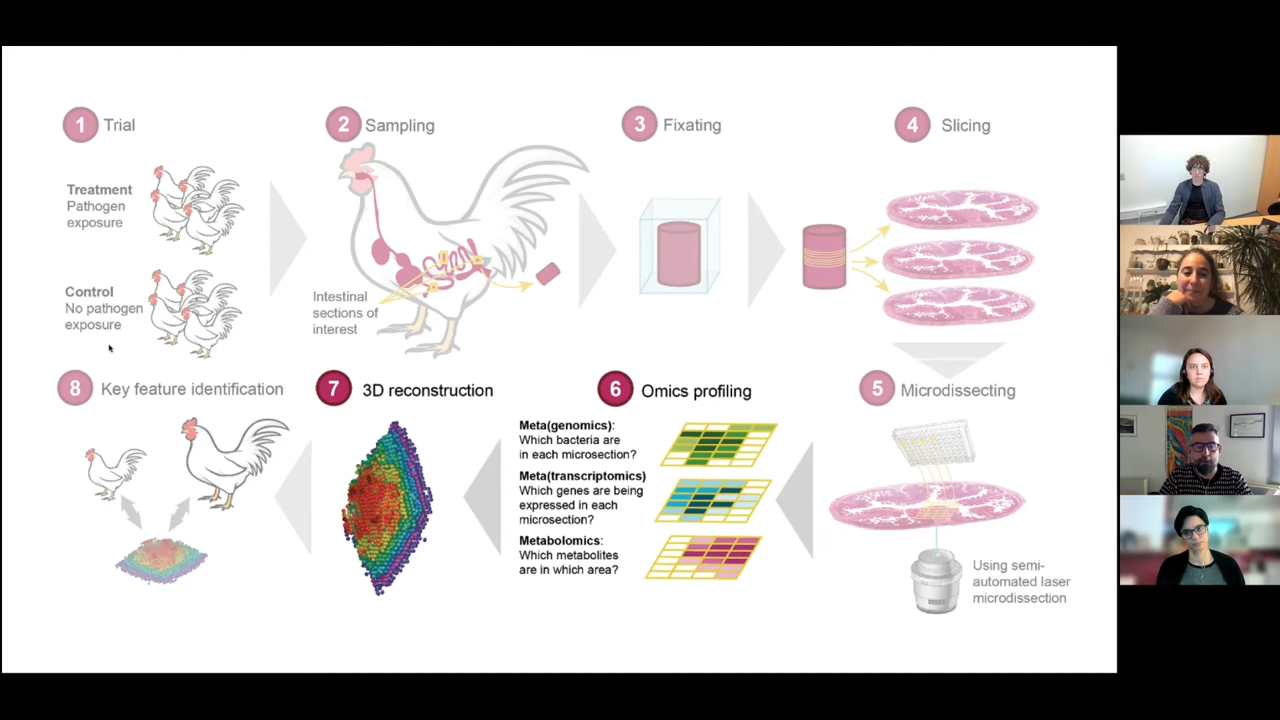 1 Trial
Treatment
Pathogen
exposure
Control
No pathogen
exposure
2 Sampling
Intestinal
sections of
interest
3 Fixating
4 Slicing
5 Microdissecting
Using semi-
automated laser
microdissection
6 Omics profiling
Meta(genomics):
Which bacteria are
in each microsection?
Meta(transcriptomics)
Which genes are being
expressed in each
microsection?
Metabolomics:
Which metabolites
are in which area?
7 3D reconstruction
8 Key feature identification